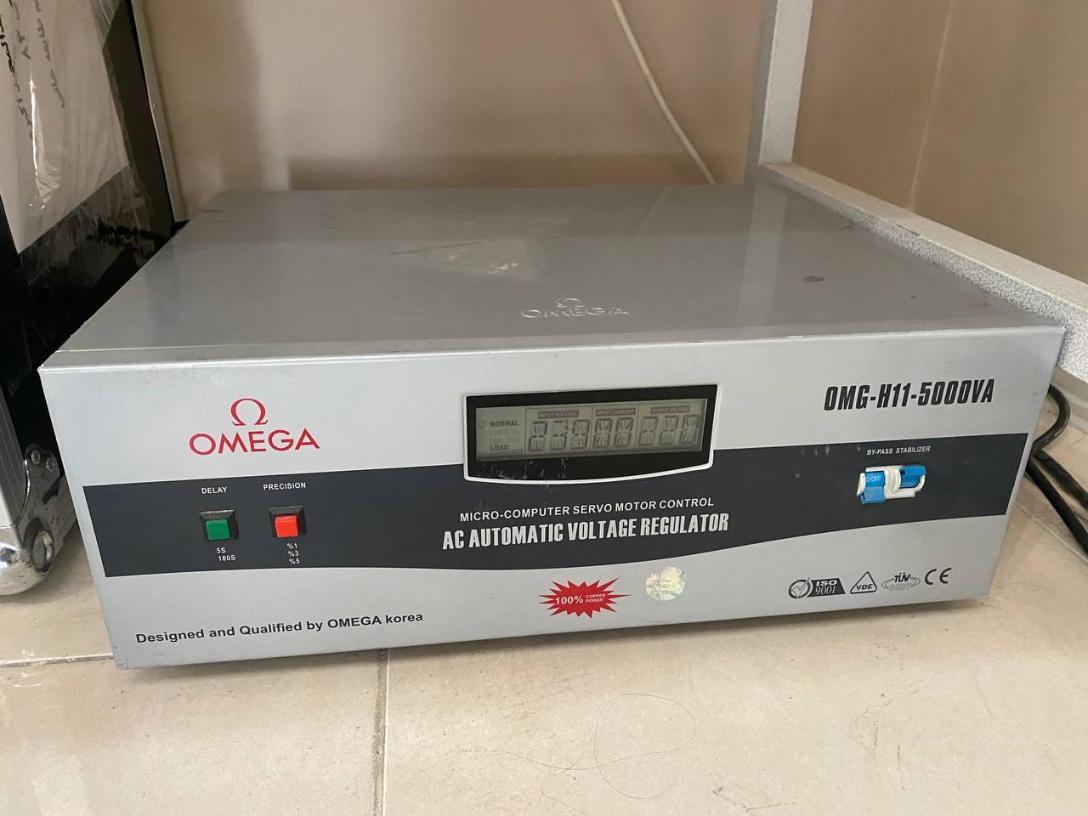 Ω
OMEGA
OMG-H11-5000VA
Ω
OMEGA
INPUT VOLTAGE
INPUT CURRENT
OUTPUT VOLTAGE
NORMAL
LOAD
BY-PASS STABILIZER
OFF
DELAY
PRECISION
5S
180S
%1
%3
%5
MICRO-COMPUTER SERVO MOTOR CONTROL
AC AUTOMATIC VOLTAGE REGULATOR
100% COPPER
POWER
ISO
9001
VDE
TÜV
CE
Designed and Qualified by OMEGA korea